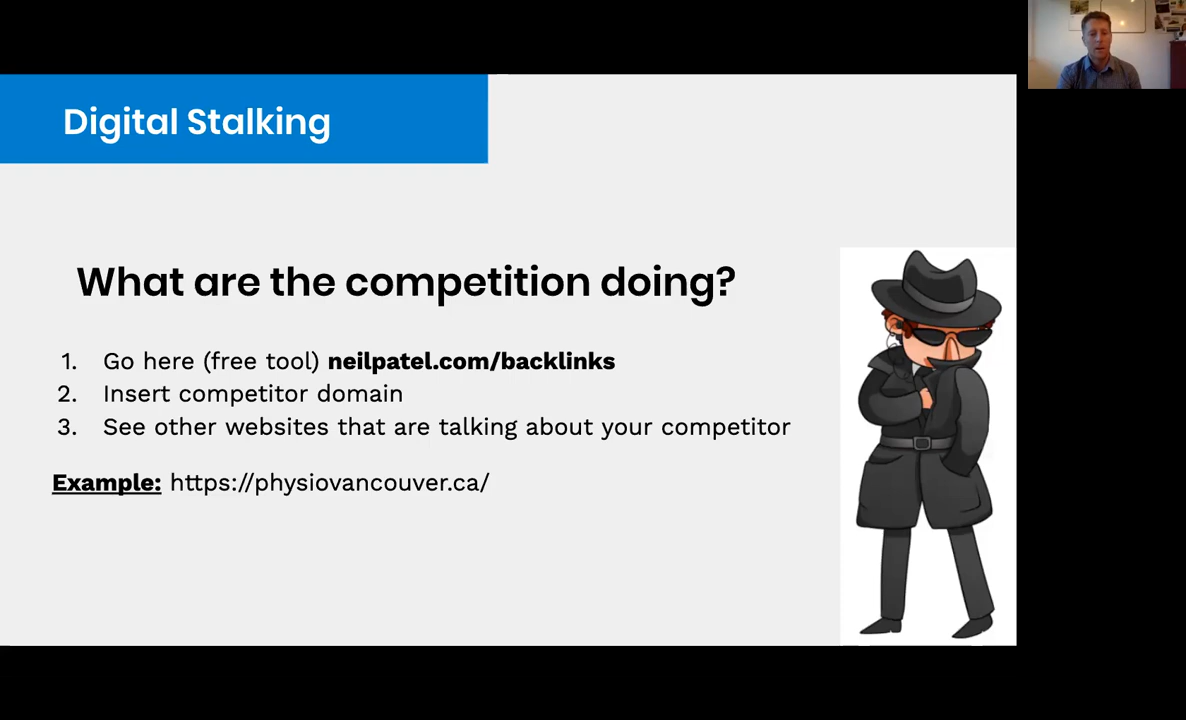 Digital Stalking
What are the competition doing?
1. Go here (free tool) neilpatel.com/backlinks
2. Insert competitor domain
3. See other websites that are talking about your competitor
Example: https://physiovancouver.ca/